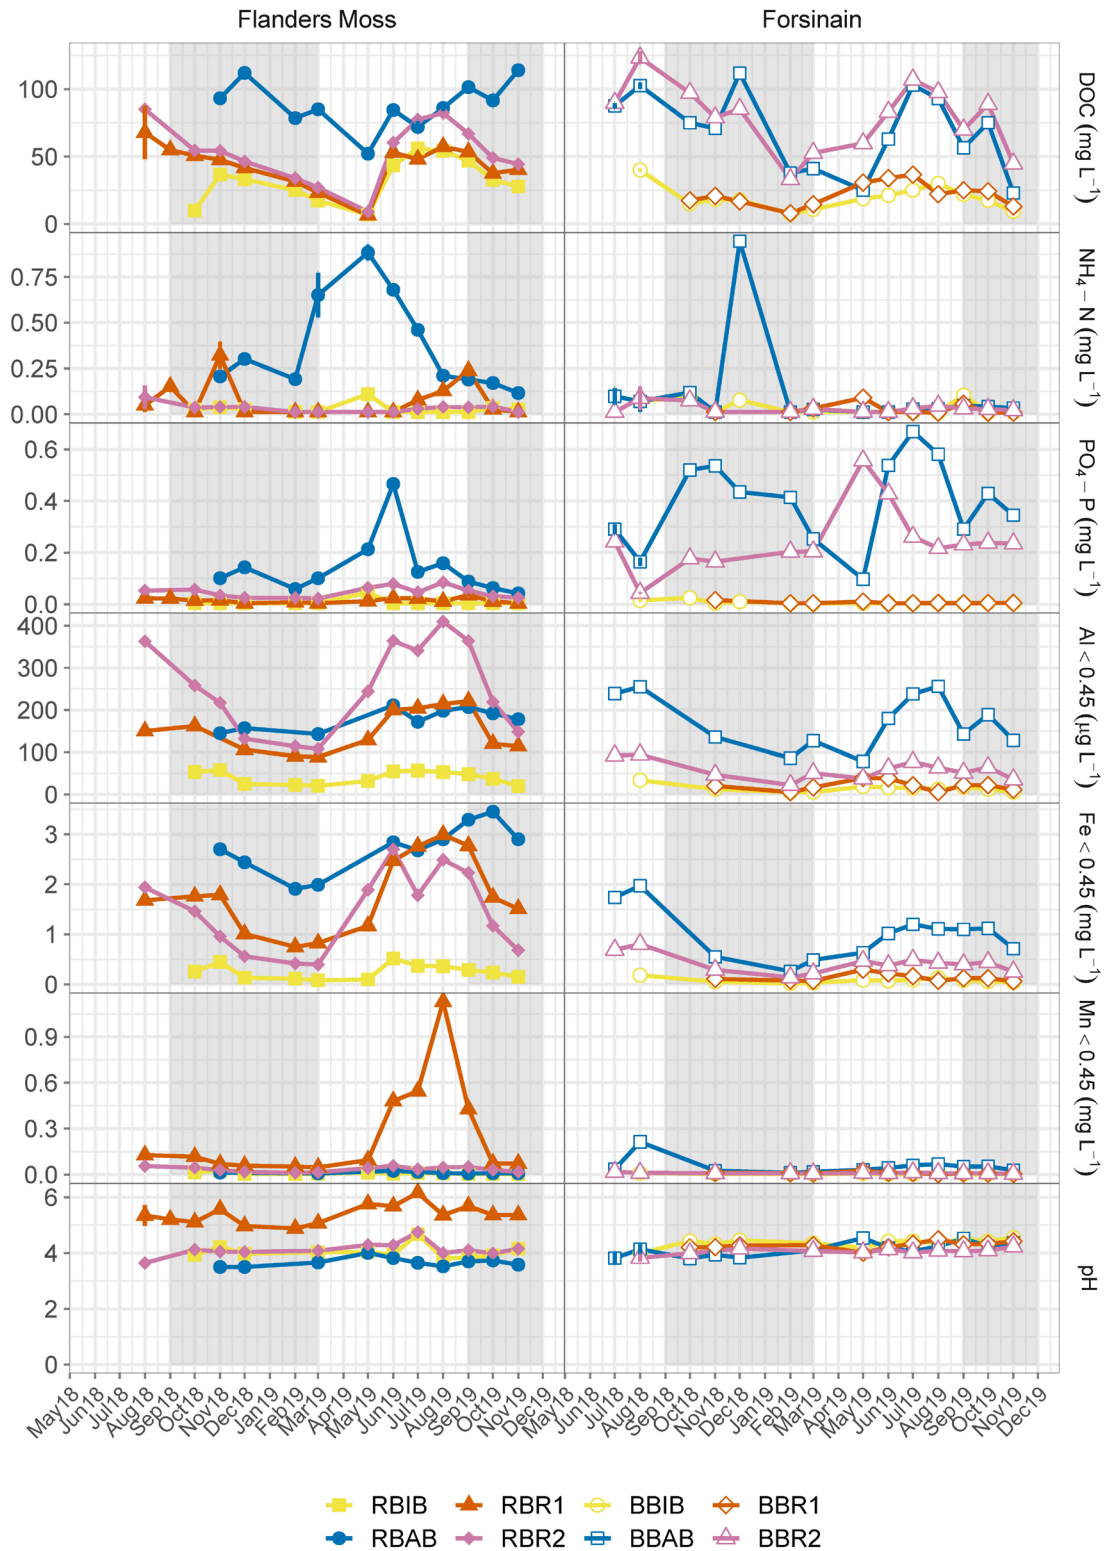 Flanders Moss
Forsinain
100
50
0
DOC (mg L⁻¹)
0.75
0.50
0.25
0.00
NH₄ – N (mg L⁻¹)
0.6
0.4
0.2
0.0
PO₄ – P (mg L⁻¹)
400
300
200
100
0
Al < 0.45 (µg L⁻¹)
3
2
1
0
Fe < 0.45 (mg L⁻¹)
0.9
0.6
0.3
0.0
Mn < 0.45 (mg L⁻¹)
6
4
2
0
pH
May18 Jun18 Jul18 Aug18 Sep18 Oct18 Nov18 Dec18 Jan19 Feb19 Mar19 Apr19 May19 Jun19 Jul19 Aug19 Sep19 Oct19 Nov19 Dec19
May18 Jun18 Jul18 Aug18 Sep18 Oct18 Nov18 Dec18 Jan19 Feb19 Mar19 Apr19 May19 Jun19 Jul19 Aug19 Sep19 Oct19 Nov19 Dec19
RBIB RBR1 BBIB BBR1
RBAB RBR2 BBAB BBR2